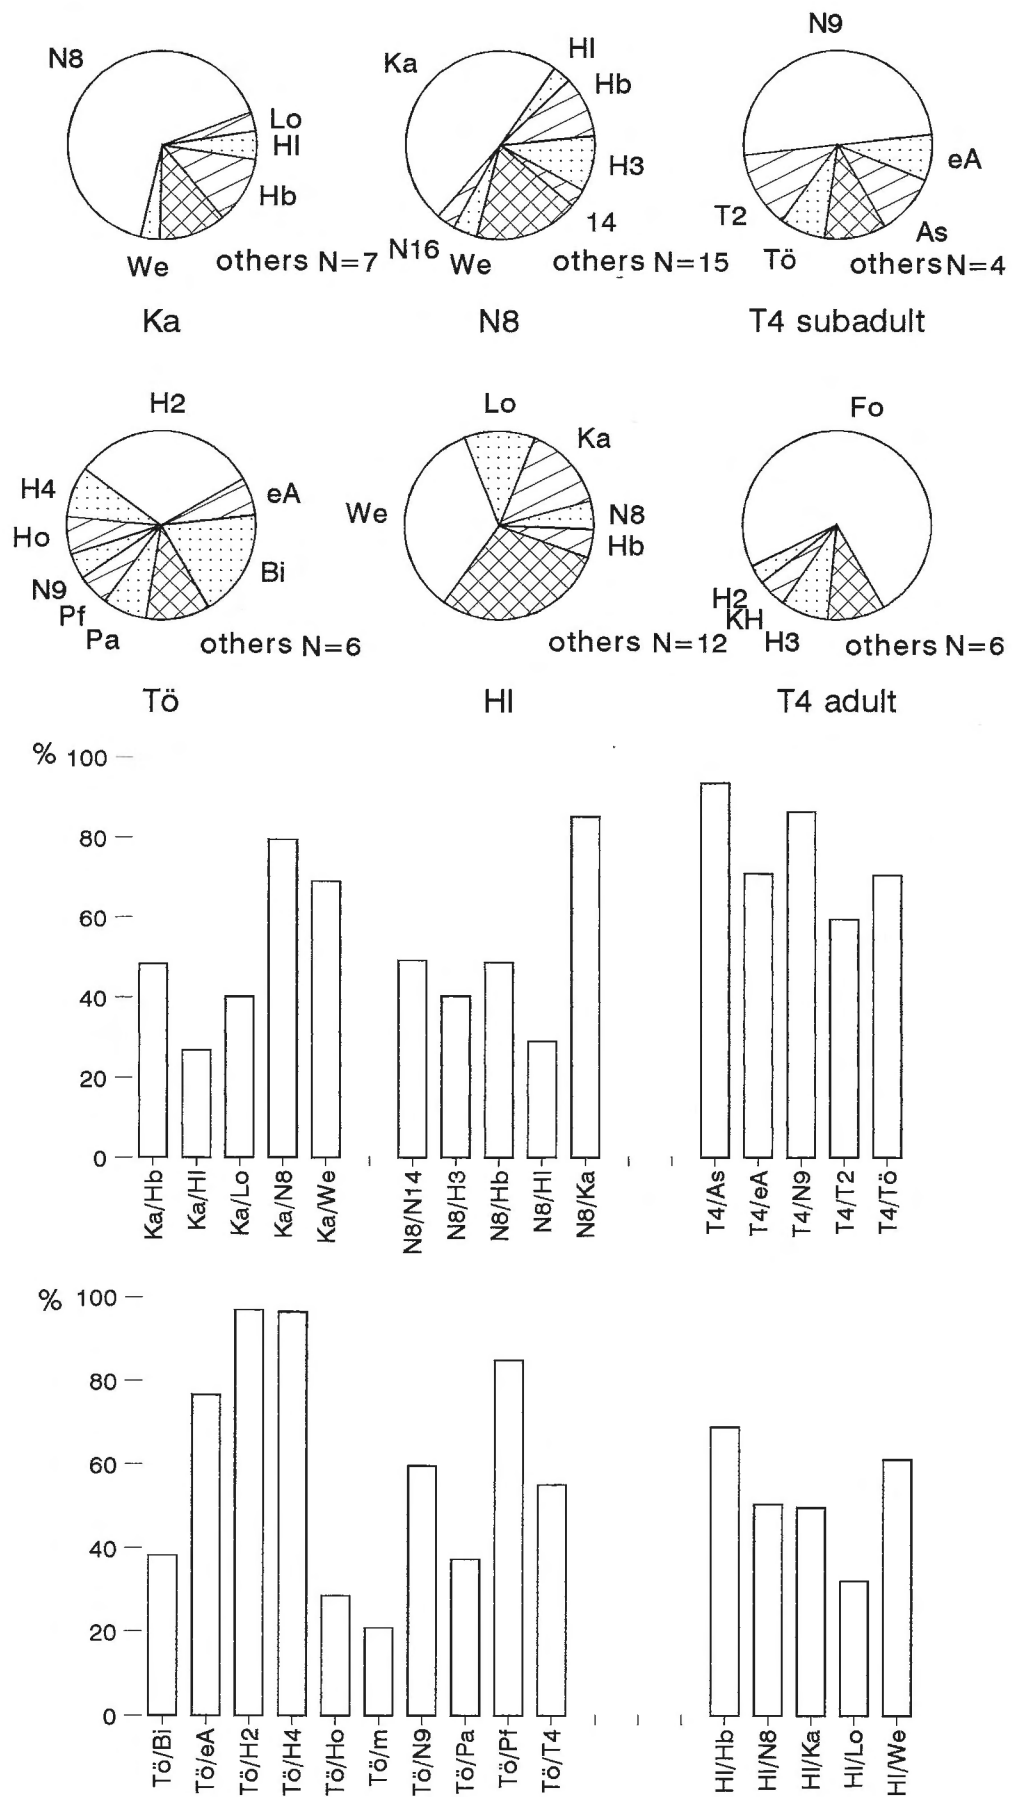 N8
Lo
Hl
Hb
others N=7
We
Ka
Ka
Hl
Hb
H3
14
others N=15
We
N16
N8
N9
eA
As
others N=4
Tö
T2
T4 subadult
H2
eA
Bi
others N=6
Pa
Pf
N9
Ho
H4
Tö
Lo
Ka
N8
Hb
others N=12
We
Hl
Fo
others N=6
H3
KH
H2
T4 adult
% 100
80
60
40
20
0
Ka/Hb
Ka/Hl
Ka/Lo
Ka/N8
Ka/We
N8/N14
N8/H3
N8/Hb
N8/Hl
N8/Ka
T4/As
T4/eA
T4/N9
T4/T2
T4/Tö
% 100
80
60
40
20
0
Tö/Bi
Tö/eA
Tö/H2
Tö/H4
Tö/Ho
Tö/m
Tö/N9
Tö/Pa
Tö/Pf
Tö/T4
Hl/Hb
Hl/N8
Hl/Ka
Hl/Lo
Hl/We